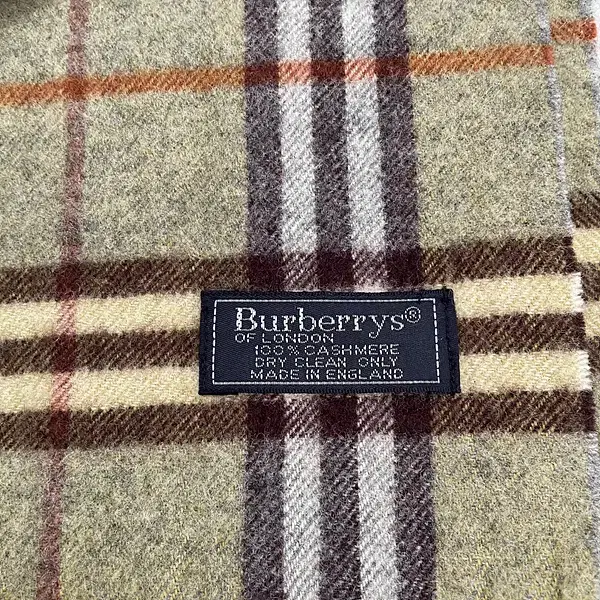 Burberrys®
OF LONDON
100% CASHMERE
DRY CLEAN ONLY
MADE IN ENGLAND